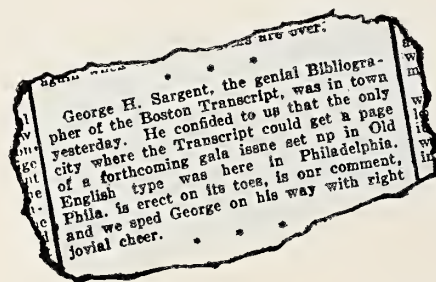 are over.
* * *
George H. Sargent, the genial Bibliogra-
pher of the Boston Transcript, was in town
yesterday. He confided to us that the only
city where the Transcript could get a page
of a forthcoming gala issne set np in Old
English type was here in Philadelphia.
Phila. is erect on its toes, is onr comment,
and we sped George on his way with right
jovial cheer.
* * *